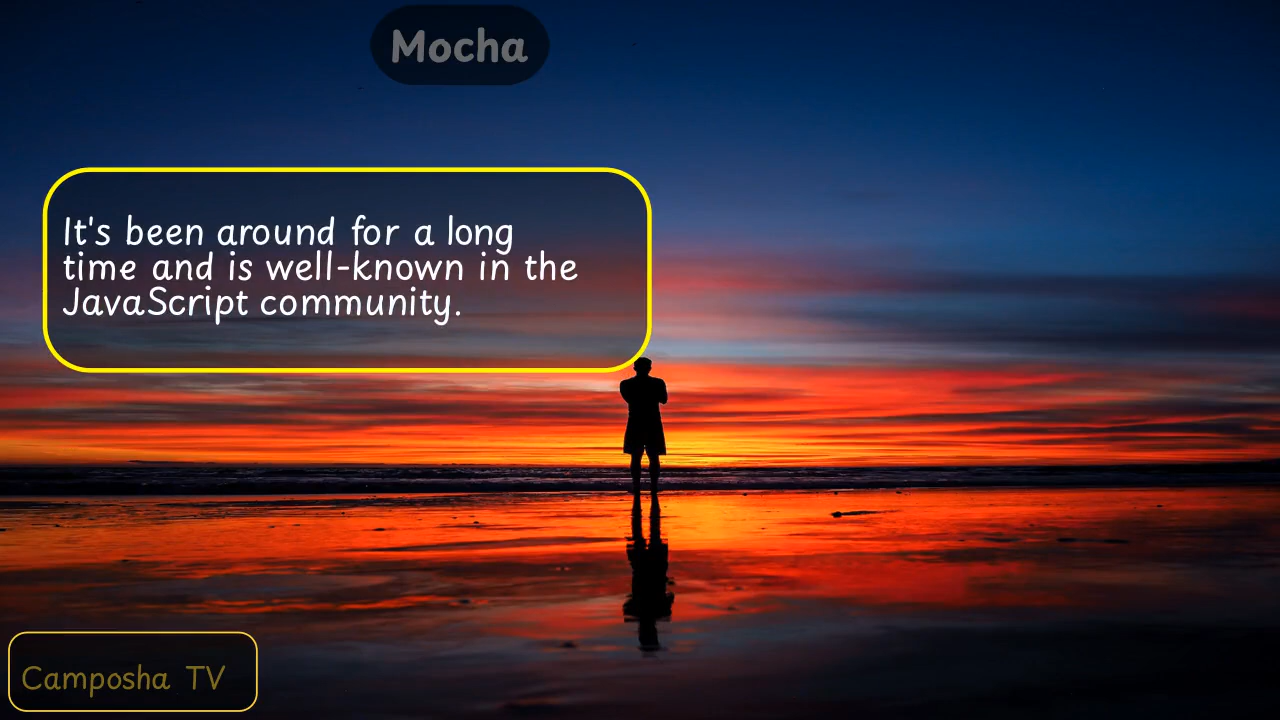 Mocha
It's been around for a long
time and is well-known in the
JavaScript community.
Camposha TV